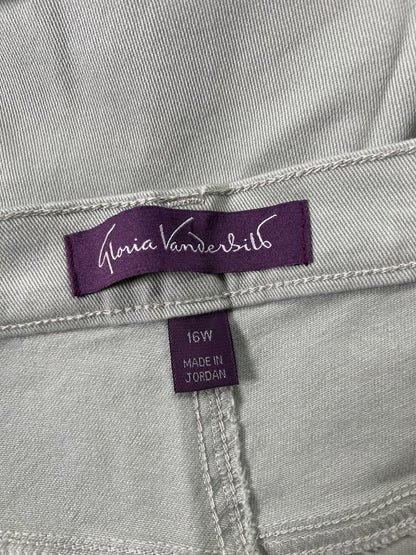 Gloria Vanderbilt
16W
MADE IN
JORDAN